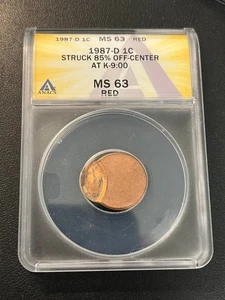 1987-D 1C MS 63 RED
1987-D 1C
STRUCK 85% OFF-CENTER
AT K-9:00
MS 63
RED
ANACS